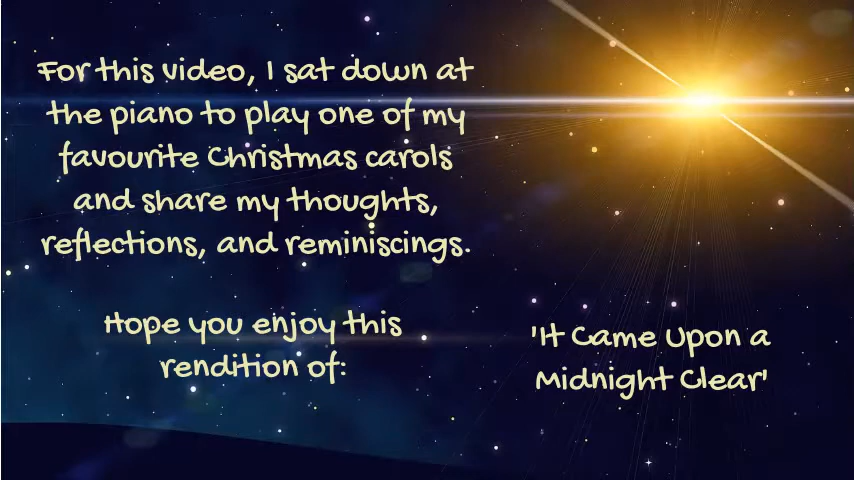 For this video, I sat down at
the piano to play one of my
favourite Christmas carols
and share my thoughts,
reflections, and reminiscings.
Hope you enjoy this
rendition of:
'It Came Upon a
Midnight Clear'